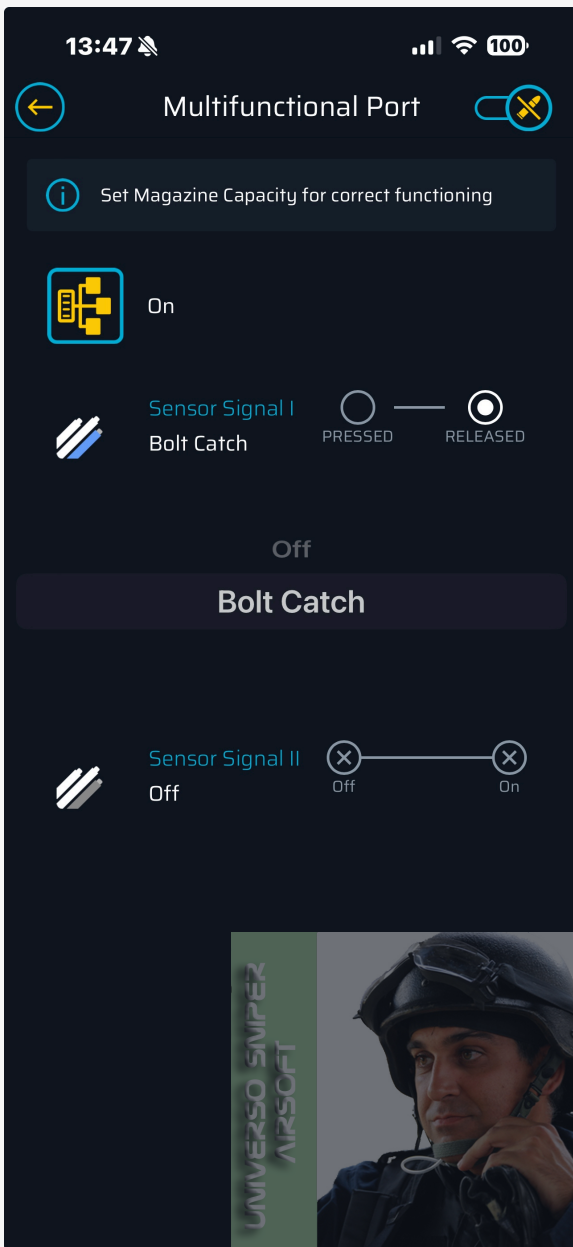 13:47
100
Multifunctional Port
Set Magazine Capacity for correct functioning
On
Sensor Signal I
Bolt Catch
PRESSED
RELEASED
Off
Bolt Catch
Sensor Signal II
Off
Off
On
UNIVERSO SNIPER
AIRSOFT